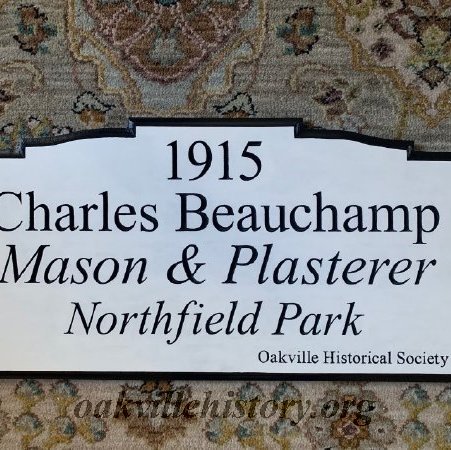 1915
Charles Beauchamp
Mason & Plasterer
Northfield Park
Oakville Historical Society
oakvillehistory.org